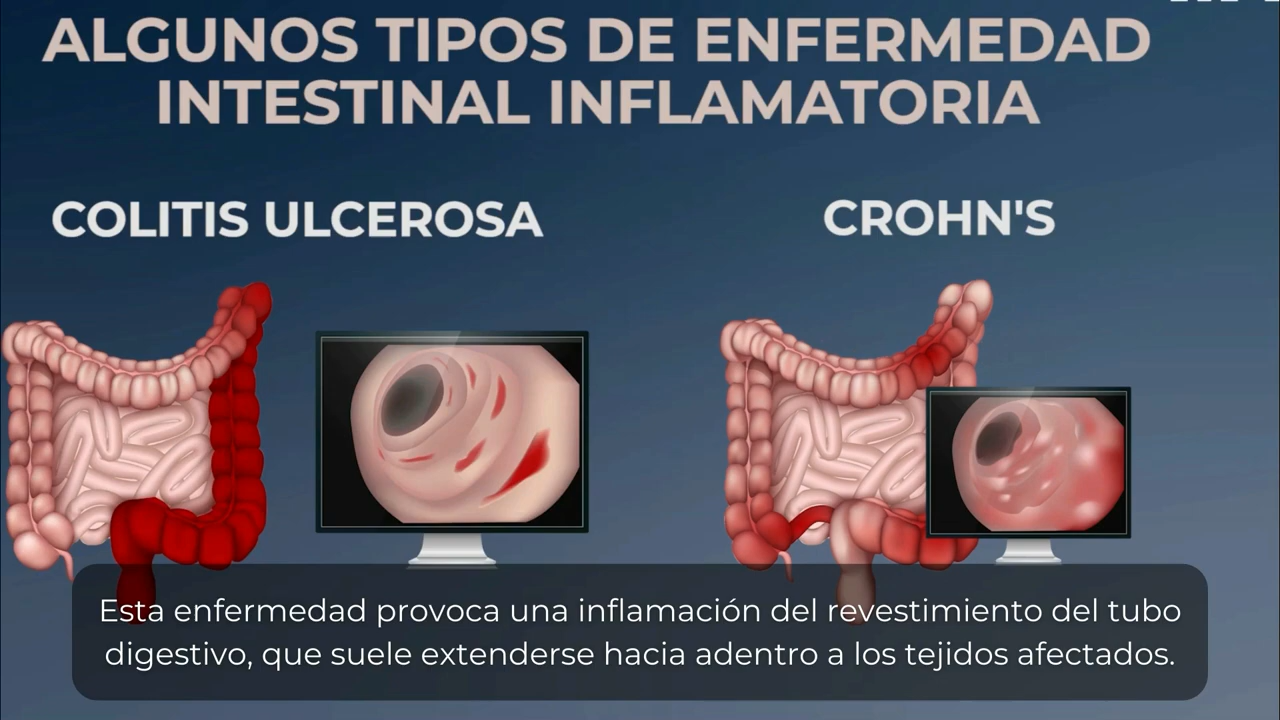 ALGUNOS TIPOS DE ENFERMEDAD
INTESTINAL INFLAMATORIA
COLITIS ULCEROSA
CROHN'S
Esta enfermedad provoca una inflamación del revestimiento del tubo
digestivo, que suele extenderse hacia adentro a los tejidos afectados.